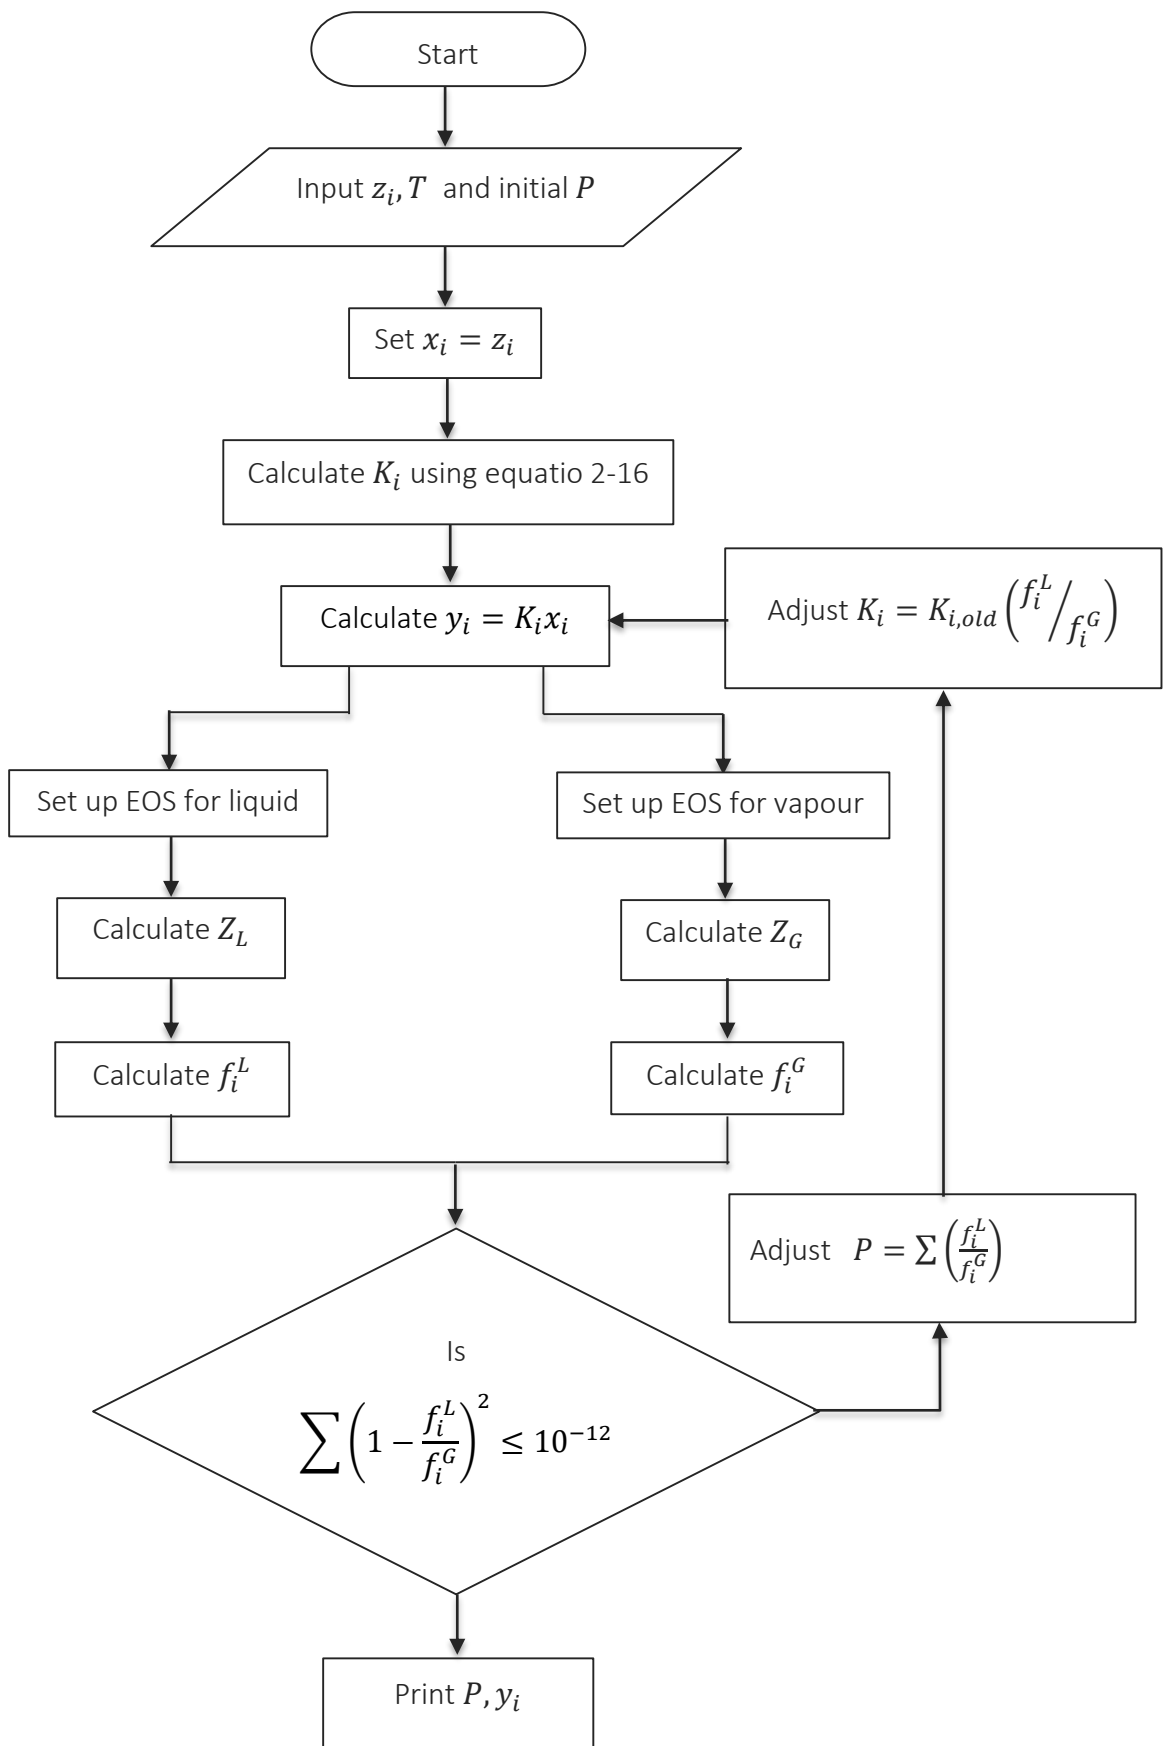 Start
Input z_i, T and initial P
Set x_i = z_i
Calculate K_i using equatio 2-16
Calculate y_i = K_i x_i
Adjust K_i = K_{i,old} (f_i^L / f_i^G)
Set up EOS for liquid
Set up EOS for vapour
Calculate Z_L
Calculate Z_G
Calculate f_i^L
Calculate f_i^G
Adjust P = ∑ (f_i^L / f_i^G)
Is
∑ (1 − f_i^L / f_i^G)^2 ≤ 10^{−12}
Print P, y_i